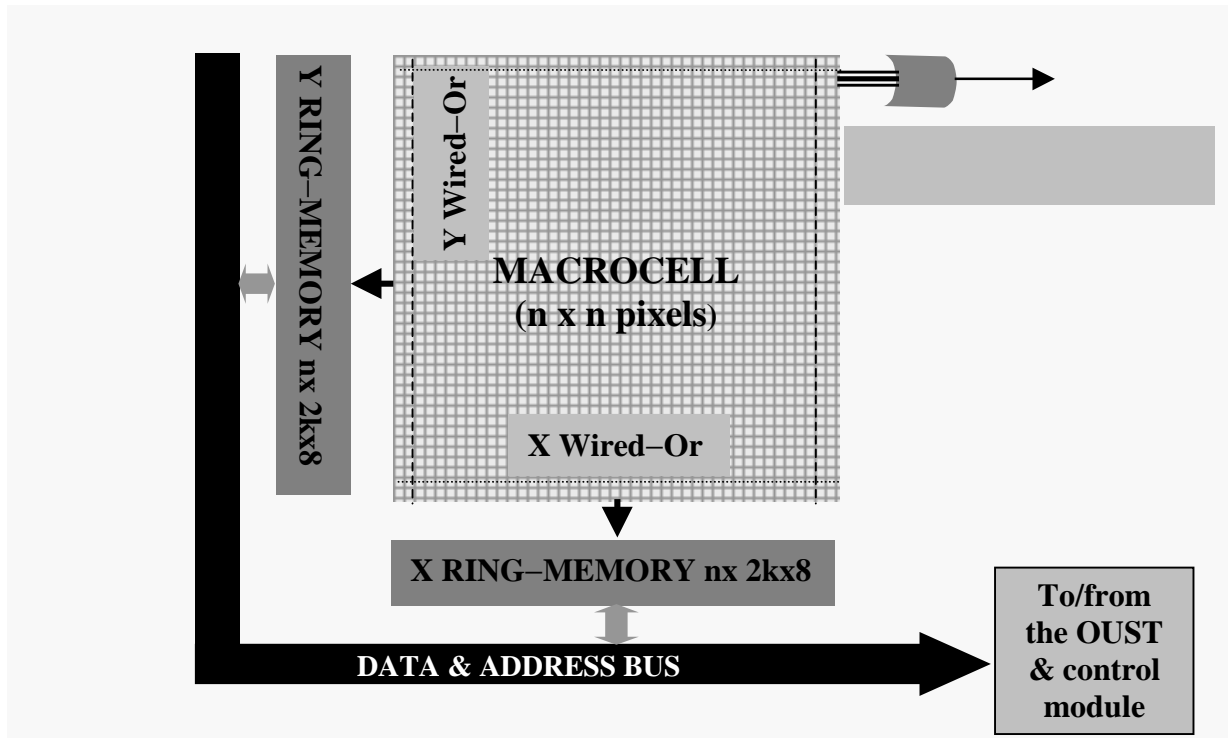 Y RING–MEMORY nx 2kx8
Y Wired–Or
MACROCELL
(n x n pixels)
X Wired–Or
X RING–MEMORY nx 2kx8
DATA & ADDRESS BUS
To/from
the OUST
& control
module